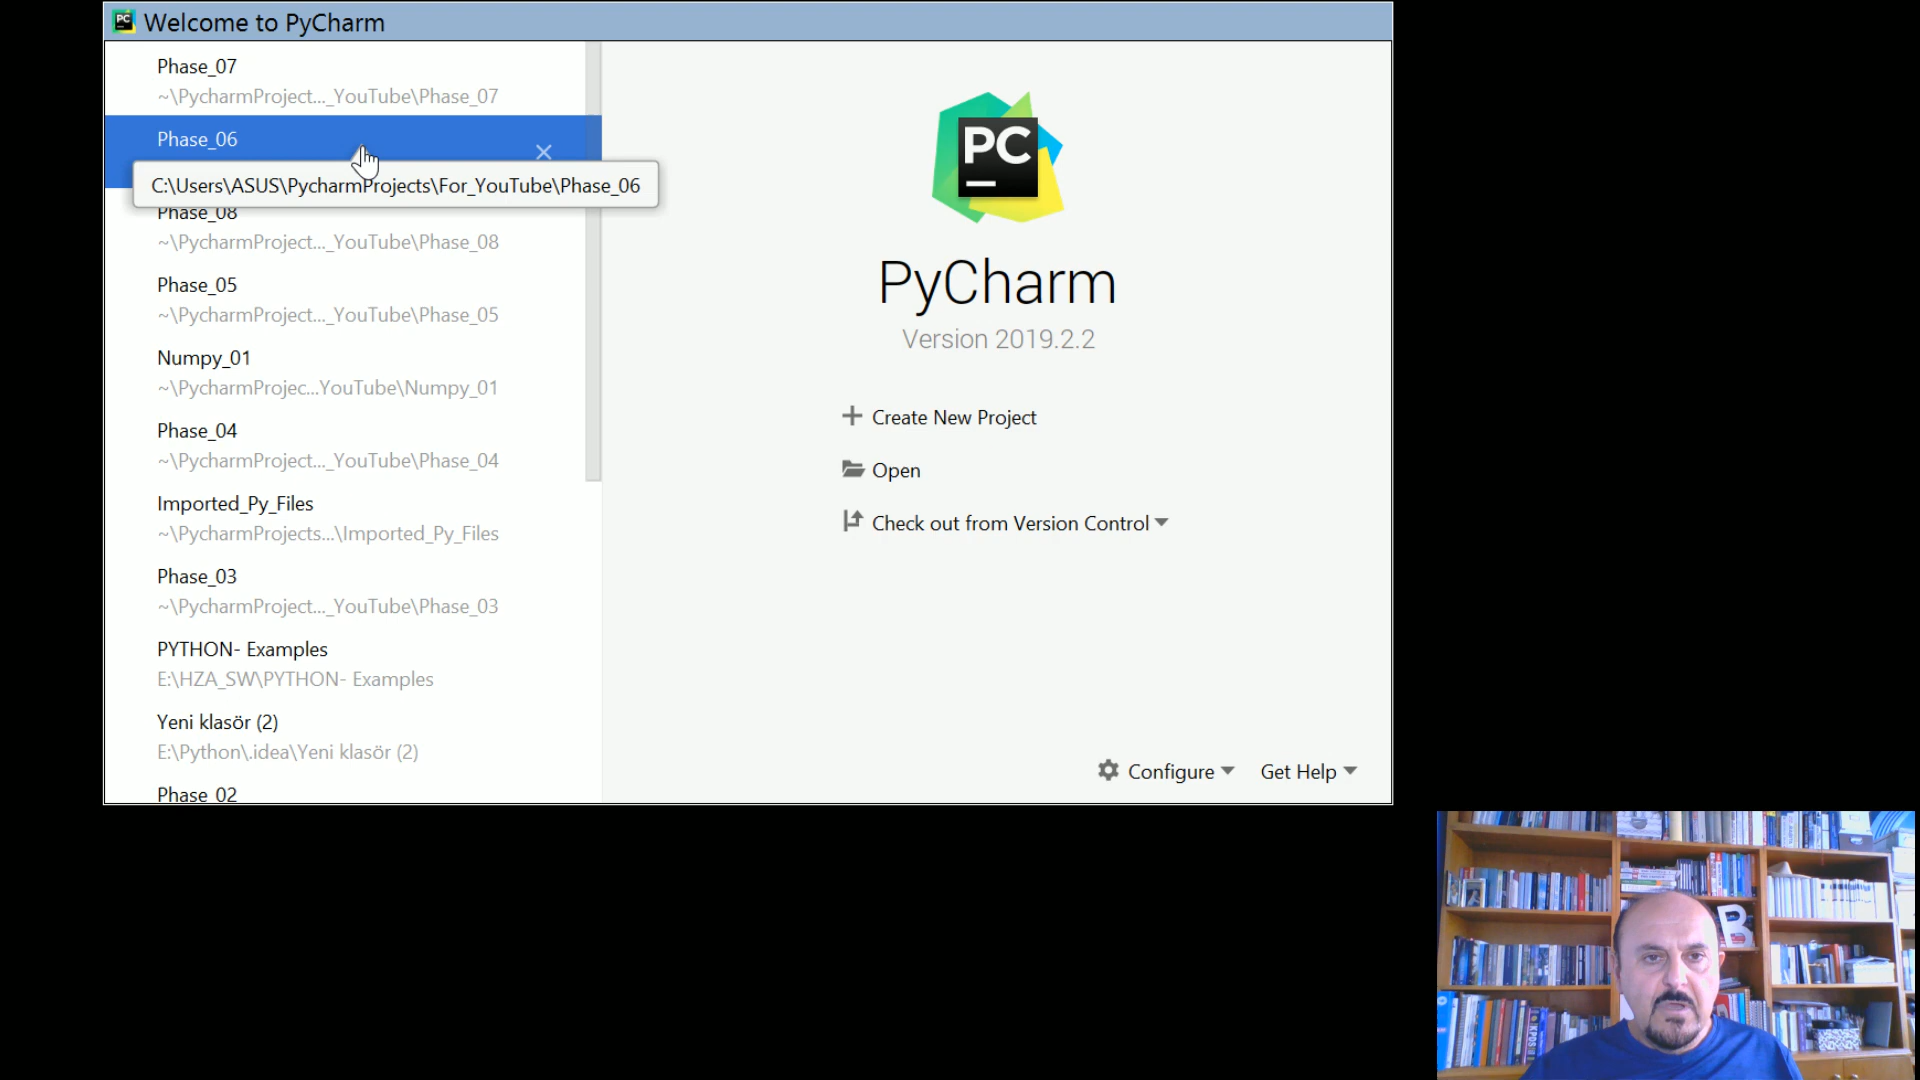 PC
Welcome to PyCharm
Phase_07
~\PycharmProject..._YouTube\Phase_07
Phase_06
C:\Users\ASUS\PycharmProjects\For_YouTube\Phase_06
Phase_08
~\PycharmProject..._YouTube\Phase_08
Phase_05
~\PycharmProject..._YouTube\Phase_05
Numpy_01
~\PycharmProjec...YouTube\Numpy_01
Phase_04
~\PycharmProject..._YouTube\Phase_04
Imported_Py_Files
~\PycharmProjects...\Imported_Py_Files
Phase_03
~\PycharmProject..._YouTube\Phase_03
PYTHON- Examples
E:\HZA_SW\PYTHON- Examples
Yeni klasör (2)
E:\Python\.idea\Yeni klasör (2)
Phase_02
PC
PyCharm
Version 2019.2.2
Create New Project
Open
Check out from Version Control
Configure
Get Help
B